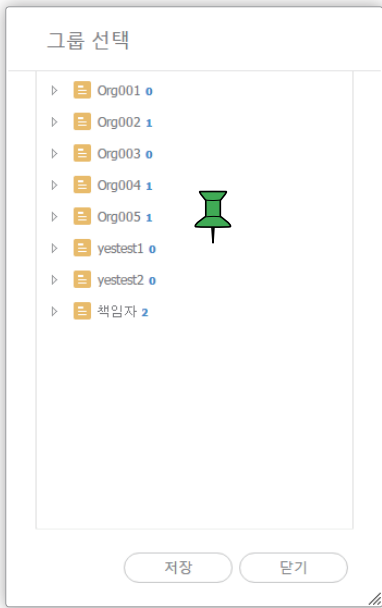 그룹 선택
Org001 0
Org002 1
Org003 0
Org004 1
Org005 1
yestest1 0
yestest2 0
책임자 2
저장 닫기